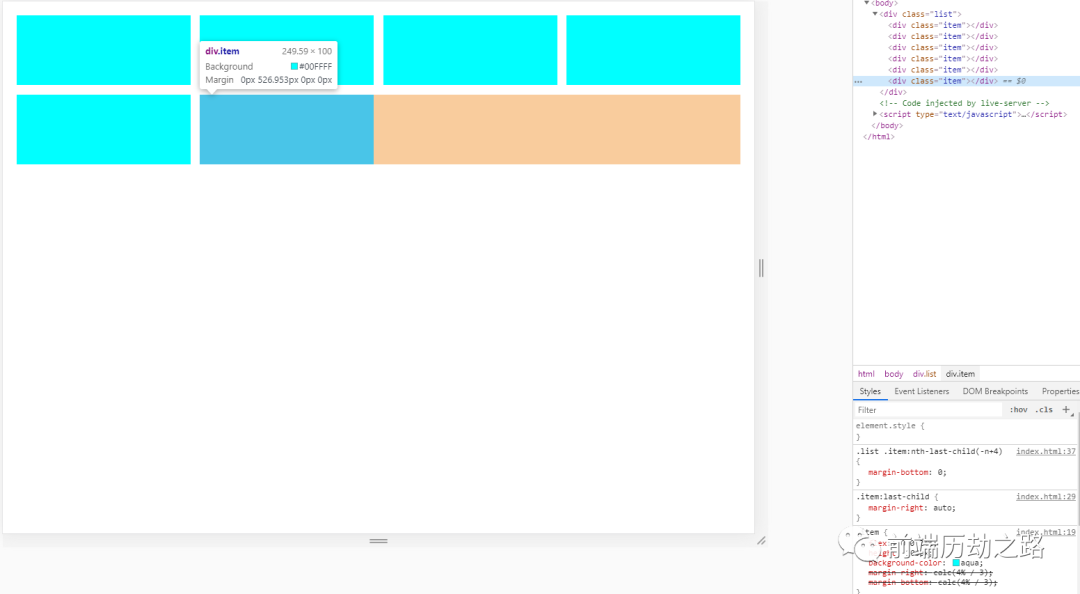 div.item 249.59 × 100
Background #00FFFF
Margin 0px 526.953px 0px 0px
▼<body>
▼<div class="list">
<div class="item"></div>
<div class="item"></div>
<div class="item"></div>
<div class="item"></div>
<div class="item"></div>
… <div class="item"></div> == $0
</div>
<!-- Code injected by live-server -->
▶<script type="text/javascript">…</script>
</body>
</html>
html body div.list div.item
Styles Event Listeners DOM Breakpoints Properties
Filter :hov .cls +
element.style {
}
.list .item:nth-last-child(-n+4) index.html:37
{
margin-bottom: 0;
}
.item:last-child { index.html:29
margin-right: auto;
}
index.html:19
前端历劫之路
background-color: aqua;
margin-right: calc(4% / 3);
margin-bottom: calc(4% / 3);
}